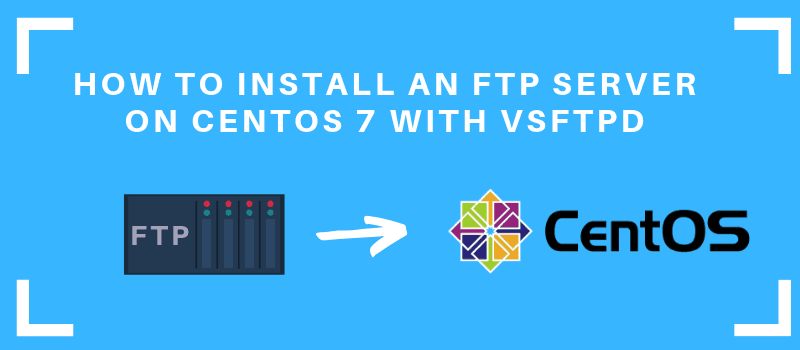 HOW TO INSTALL AN FTP SERVER
ON CENTOS 7 WITH VSFTPD
FTP
CentOS